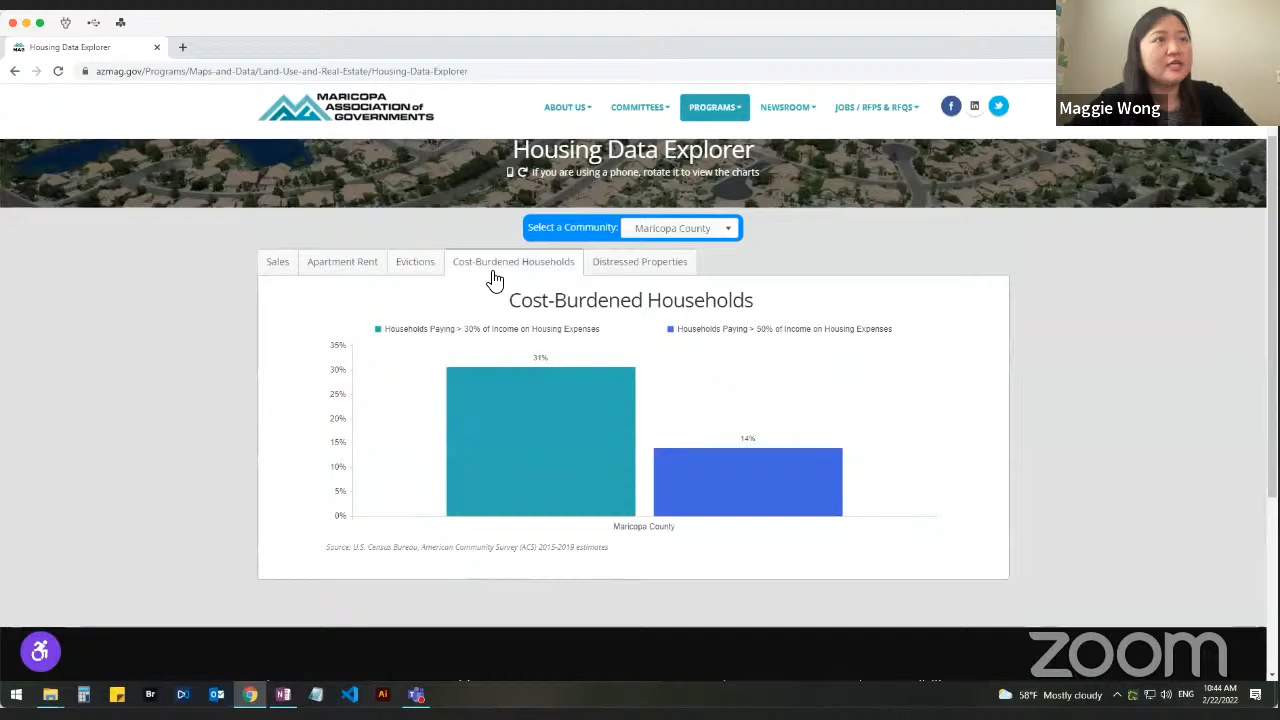 Housing Data Explorer
azmag.gov/Programs/Maps-and-Data/Land-Use-and-Real-Estate/Housing-Data-Explorer
MAG
MARICOPA
ASSOCIATION of
GOVERNMENTS
ABOUT US
COMMITTEES
PROGRAMS
NEWSROOM
JOBS / RFPS & RFQS
Maggie Wong
Housing Data Explorer
If you are using a phone, rotate it to view the charts
Select a Community: Maricopa County
Sales
Apartment Rent
Evictions
Cost-Burdened Households
Distressed Properties
Cost-Burdened Households
Households Paying > 30% of Income on Housing Expenses
Households Paying > 50% of Income on Housing Expenses
35%
31%
30%
25%
20%
15%
14%
10%
5%
0%
Maricopa County
Source: U.S. Census Bureau, American Community Survey (ACS) 2015-2019 estimates
zoom
Br
Ai
58°F Mostly cloudy
ENG
10:44 AM
2/22/2022